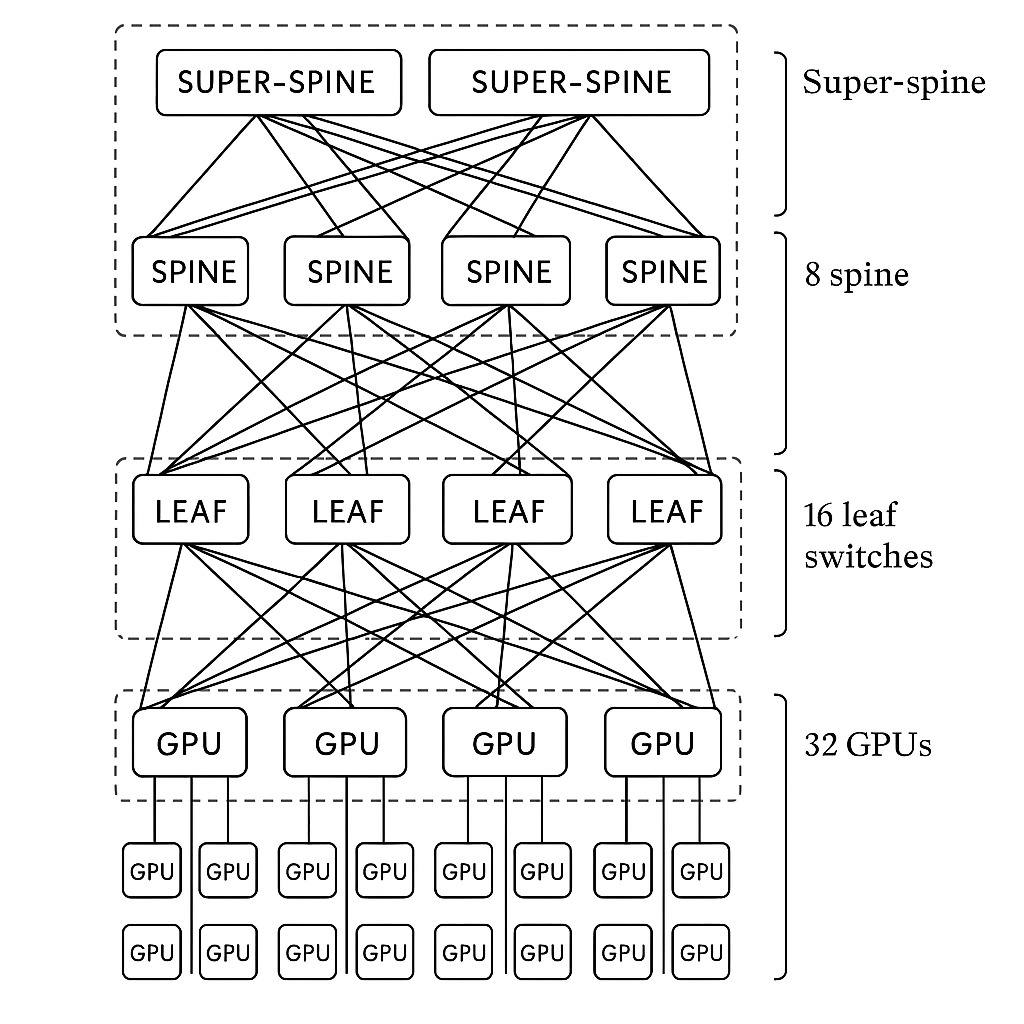 SUPER-SPINE SUPER-SPINE Super-spine
SPINE SPINE SPINE SPINE 8 spine
LEAF LEAF LEAF LEAF 16 leaf
switches
GPU GPU GPU GPU 32 GPUs
GPU GPU GPU GPU GPU GPU GPU GPU
GPU GPU GPU GPU GPU GPU GPU GPU